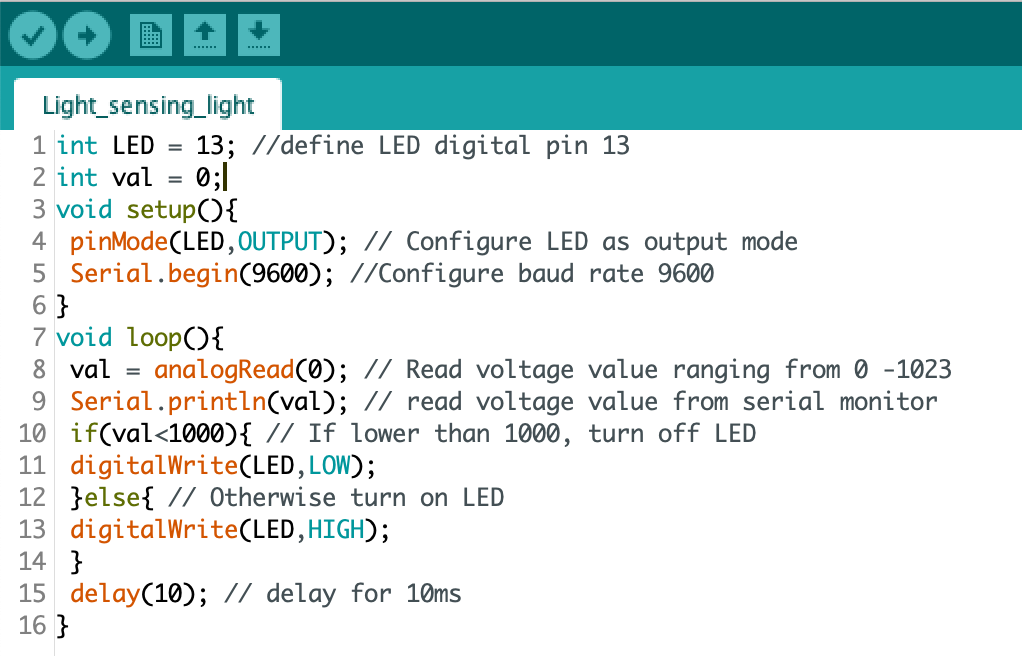 Light_sensing_light
1 int LED = 13; //define LED digital pin 13
2 int val = 0;
3 void setup(){
4 pinMode(LED,OUTPUT); // Configure LED as output mode
5 Serial.begin(9600); //Configure baud rate 9600
6 }
7 void loop(){
8 val = analogRead(0); // Read voltage value ranging from 0 -1023
9 Serial.println(val); // read voltage value from serial monitor
10 if(val<1000){ // If lower than 1000, turn off LED
11 digitalWrite(LED,LOW);
12 }else{ // Otherwise turn on LED
13 digitalWrite(LED,HIGH);
14 }
15 delay(10); // delay for 10ms
16 }